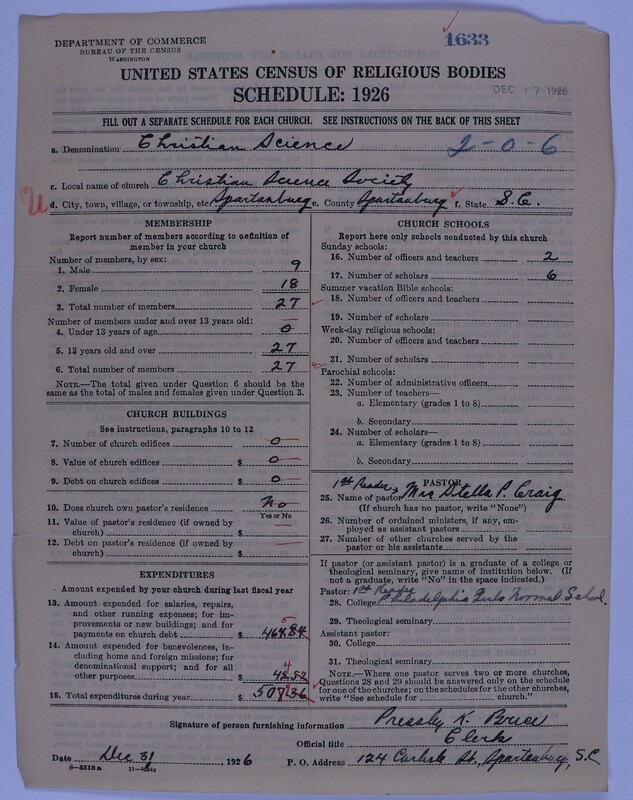 1633
DEPARTMENT OF COMMERCE
BUREAU OF THE CENSUS
WASHINGTON
UNITED STATES CENSUS OF RELIGIOUS BODIES
SCHEDULE: 1926
DEC 17 1926
FILL OUT A SEPARATE SCHEDULE FOR EACH CHURCH. SEE INSTRUCTIONS ON THE BACK OF THIS SHEET
a. Denomination Christian Science 2-0-6
c. Local name of church Christian Science Society
d. City, town, village, or township, etc. Spartanburg e. County Spartanburg f. State S.C.
MEMBERSHIP
Report number of members according to definition of
member in your church
Number of members, by sex:
1. Male 9
2. Female 18
3. Total number of members 27
Number of members under and over 13 years old:
4. Under 13 years of age 0
5. 13 years old and over 27
6. Total number of members 27
NOTE.—The total given under Question 6 should be
same as the total of males and females given under Question 3.
CHURCH BUILDINGS
See instructions, paragraphs 10 to 12
7. Number of church edifices 0
8. Value of church edifices $ 0
9. Debt on church edifices $ 0
10. Does church own pastor's residence No
Yes or No
11. Value of pastor's residence (if owned by
church) $
12. Debt on pastor's residence (if owned by
church) $
EXPENDITURES
Amount expended by your church during last fiscal year
13. Amount expended for salaries, repairs,
and other running expenses; for im-
provements or new buildings; and for
payments on church debt $ 464.84
14. Amount expended for benevolences,
including home and foreign missions; for
denominational support; and for all
other purposes $ 42.52
15. Total expenditures during year $ 507.36
CHURCH SCHOOLS
Report here only schools conducted by this church
Sunday schools:
16. Number of officers and teachers 2
17. Number of scholars 6
Summer vacation Bible schools:
18. Number of officers and teachers
19. Number of scholars
Week-day religious schools:
20. Number of officers and teachers
21. Number of scholars
Parochial schools:
22. Number of administrative officers
23. Number of teachers—
a. Elementary (grades 1 to 8)
b. Secondary
24. Number of scholars—
a. Elementary (grades 1 to 8)
b. Secondary
PASTOR
25. Name of pastor 1st Reader, Mrs Stella P. Craig
(If church has no pastor, write "None")
26. Number of ordained ministers, if any, em-
ployed as assistant pastors
27. Number of other churches served by the
pastor or his assistants
If pastor (or assistant pastor) is a graduate of a college or
theological seminary, give name of institution below. (If
not a graduate, write "No" in the space indicated.)
Pastor: 1st Reader
28. College Philadelphia Girls Normal School
29. Theological seminary
Assistant pastor:
30. College
31. Theological seminary
NOTE.—Where one pastor serves two or more churches,
Questions 28 and 29 should be answered only on the schedule
for one of the churches; on the schedules for the other churches,
write "See schedule for church."
Signature of person furnishing information Pressly K. Bruce
Official title Clerk
Date Dec 31, 1926 P. O. Address 124 Carlisle St., Spartanburg, S.C